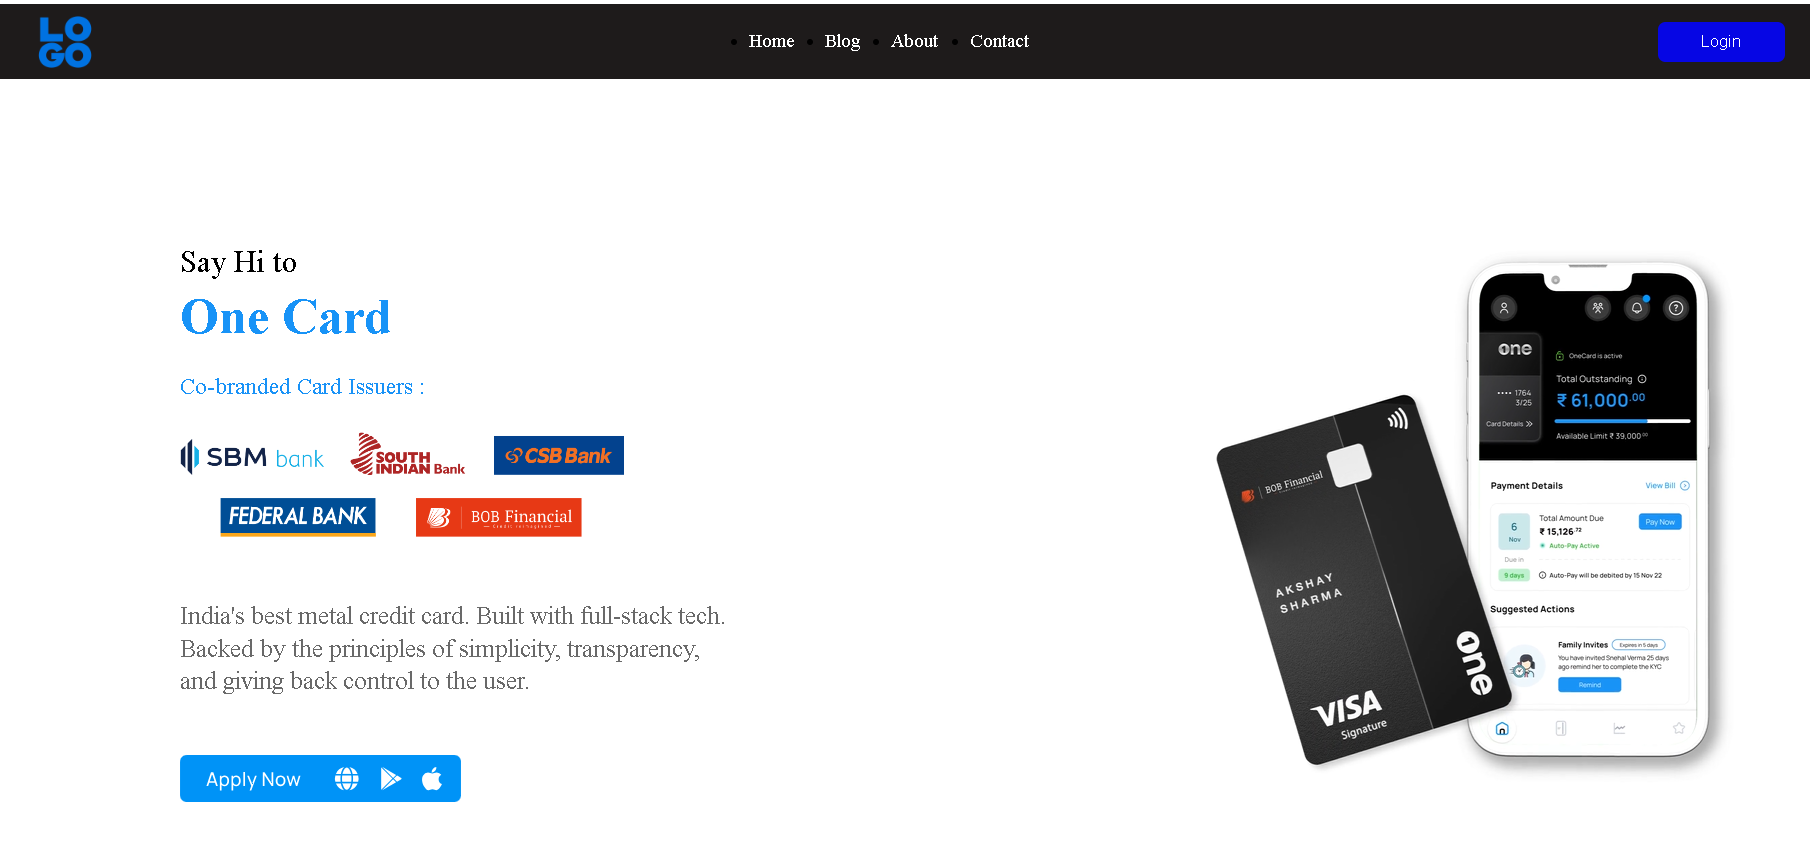 LO
GO
Home Blog About Contact
Login
Say Hi to
One Card
Co-branded Card Issuers :
SBM bank
SOUTH
INDIAN Bank
CSB Bank
FEDERAL BANK
BOB Financial
Credit reimagined
India's best metal credit card. Built with full-stack tech.
Backed by the principles of simplicity, transparency,
and giving back control to the user.
Apply Now
BOB Financial
AKSHAY
SHARMA
one
VISA
Signature
one
OneCard is active
Total Outstanding
₹ 61,000.00
•••• 1764
3/25
Card Details
Available Limit ₹ 39,000.00
Payment Details
View Bill
6
Nov
Total Amount Due
₹ 15,126.72
Pay Now
Auto-Pay Active
Due in
9 days
Auto-Pay will be debited by 15 Nov 22
Suggested Actions
Family Invites
Expires in 5 days
You have invited Snehal Verma 25 days
ago remind her to complete the KYC
Remind